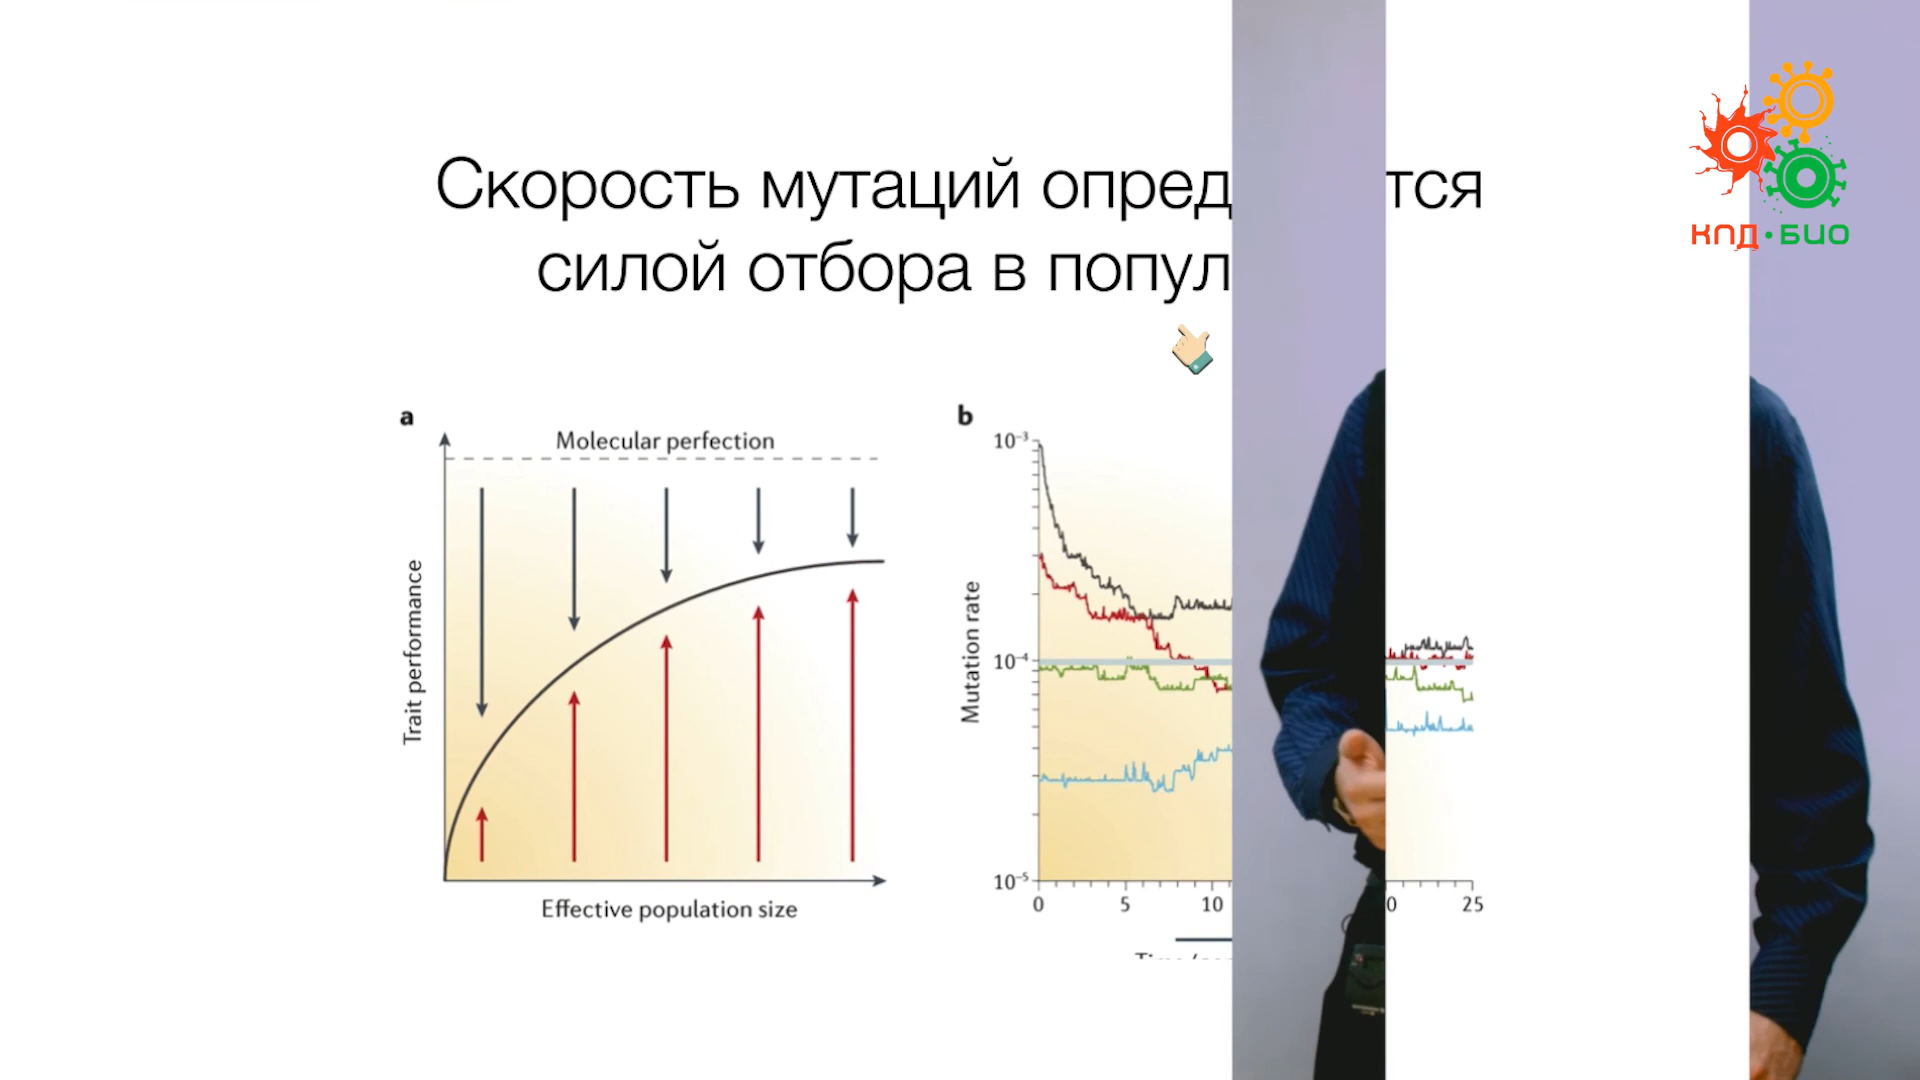 Скорость мутаций опред тся
силой отбора в попул
КПД·БИО
a
Molecular perfection
Trait performance
Effective population size
b
Mutation rate
10⁻³
10⁻⁴
10⁻⁵
0 5 10 0 25